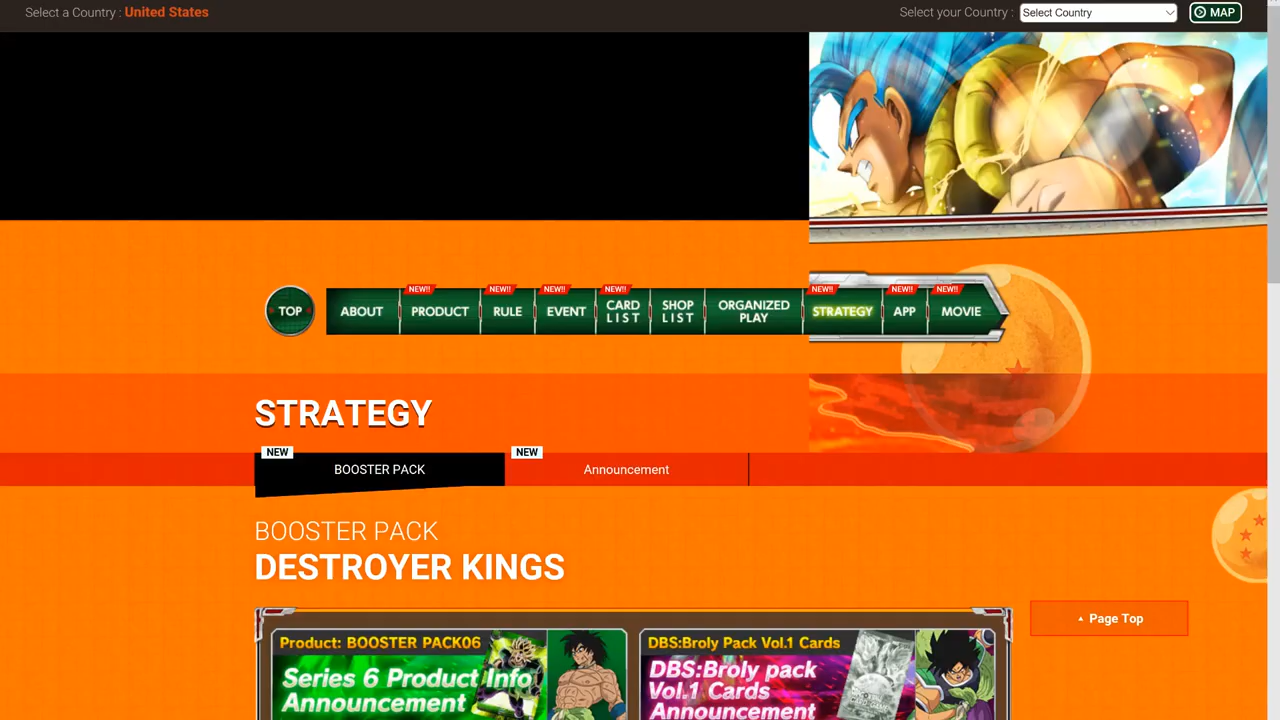 Select a Country : United States
Select your Country :
Select Country
MAP
TOP
ABOUT
NEW!!
PRODUCT
NEW!!
RULE
NEW!!
EVENT
NEW!!
CARD
LIST
SHOP
LIST
ORGANIZED
PLAY
NEW!!
STRATEGY
NEW!!
APP
NEW!!
MOVIE
STRATEGY
NEW
BOOSTER PACK
NEW
Announcement
BOOSTER PACK
DESTROYER KINGS
Page Top
Product: BOOSTER PACK06
Series 6 Product Info
Announcement
DBS:Broly Pack Vol.1 Cards
DBS:Broly pack
Vol.1 Cards
Announcement